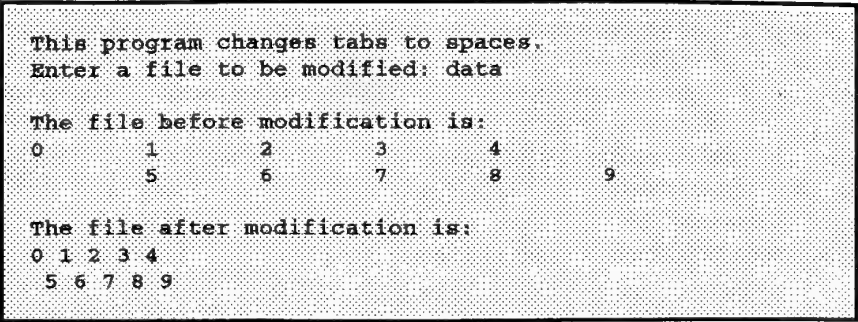 This program changes tabs to spaces.
Enter a file to be modified: data
The file before modification is:
0 1 2 3 4
5 6 7 8 9
The file after modification is:
0 1 2 3 4
5 6 7 8 9